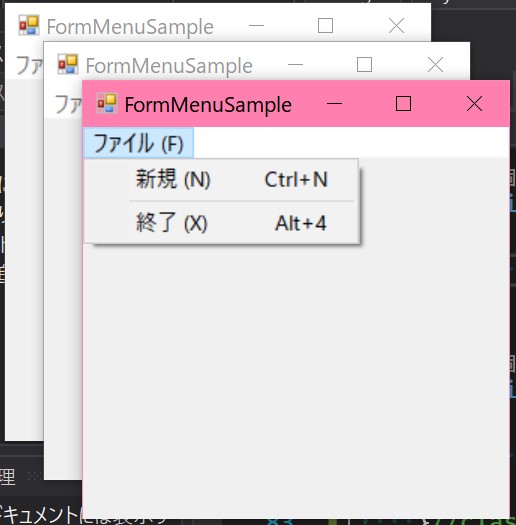 FormMenuSample
ファ
FormMenuSample
ファ
FormMenuSample
ファイル (F)
新規 (N) Ctrl+N
終了 (X) Alt+4
理
キュメントには表示
83